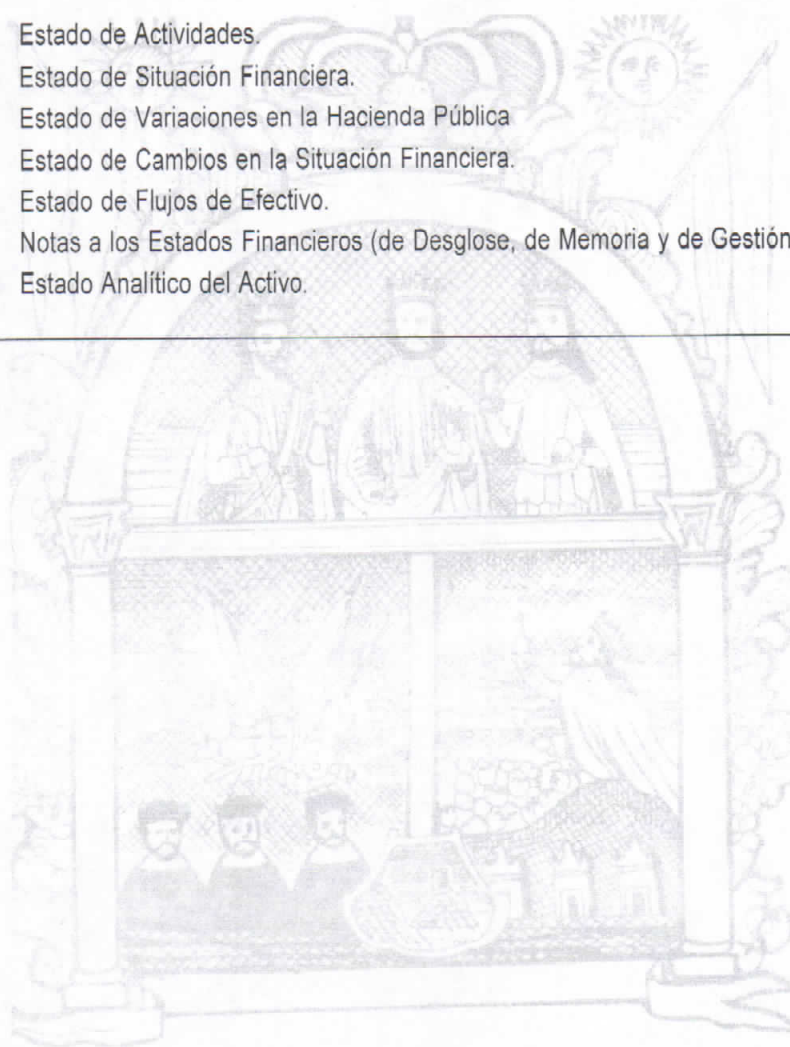 Estado de Actividades.
Estado de Situación Financiera.
Estado de Variaciones en la Hacienda Pública
Estado de Cambios en la Situación Financiera.
Estado de Flujos de Efectivo.
Notas a los Estados Financieros (de Desglose, de Memoria y de Gestión
Estado Analítico del Activo.